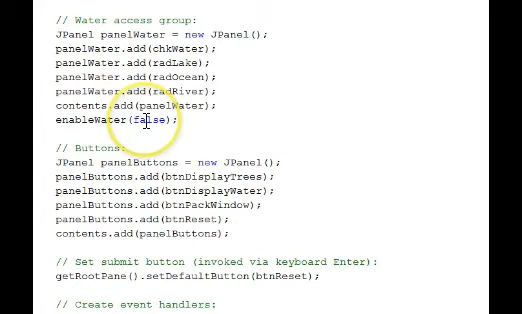 // Water access group:
JPanel panelWater = new JPanel();
panelWater.add(chkWater);
panelWater.add(radLake);
panelWater.add(radOcean);
panelWater.add(radRiver);
contents.add(panelWater);
enableWater(false);
// Buttons:
JPanel panelButtons = new JPanel();
panelButtons.add(btnDisplayTrees);
panelButtons.add(btnDisplayWater);
panelButtons.add(btnPackWindow);
panelButtons.add(btnReset);
contents.add(panelButtons);
// Set submit button (invoked via keyboard Enter):
getRootPane().setDefaultButton(btnReset);
// Create event handlers: